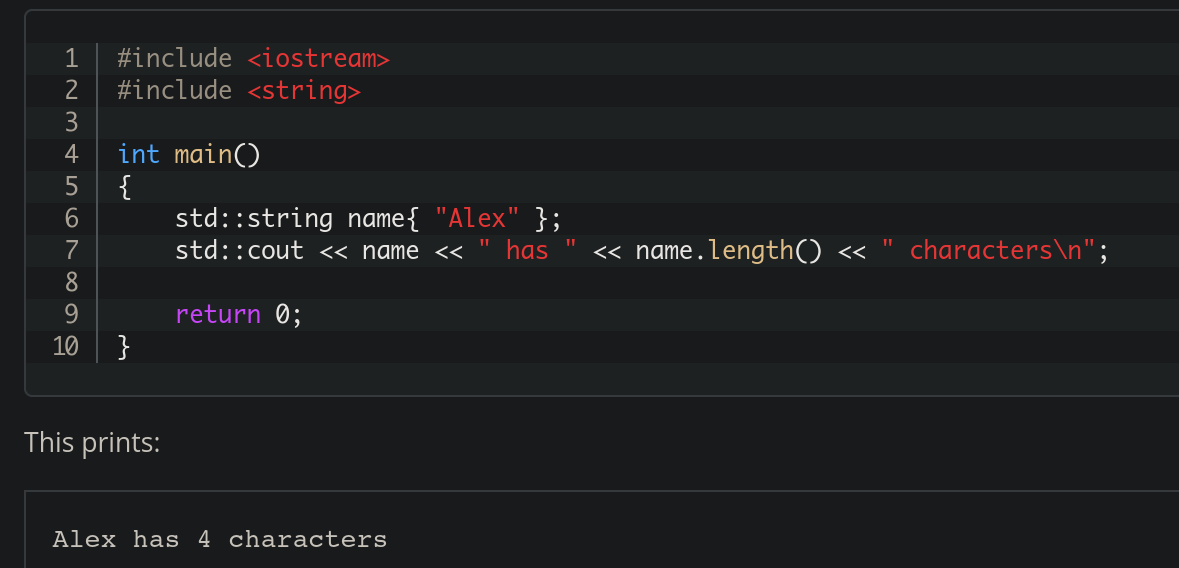 1 #include <iostream>
2 #include <string>
3
4 int main()
5 {
6     std::string name{ "Alex" };
7     std::cout << name << " has " << name.length() << " characters\n";
8
9     return 0;
10 }
This prints:
Alex has 4 characters